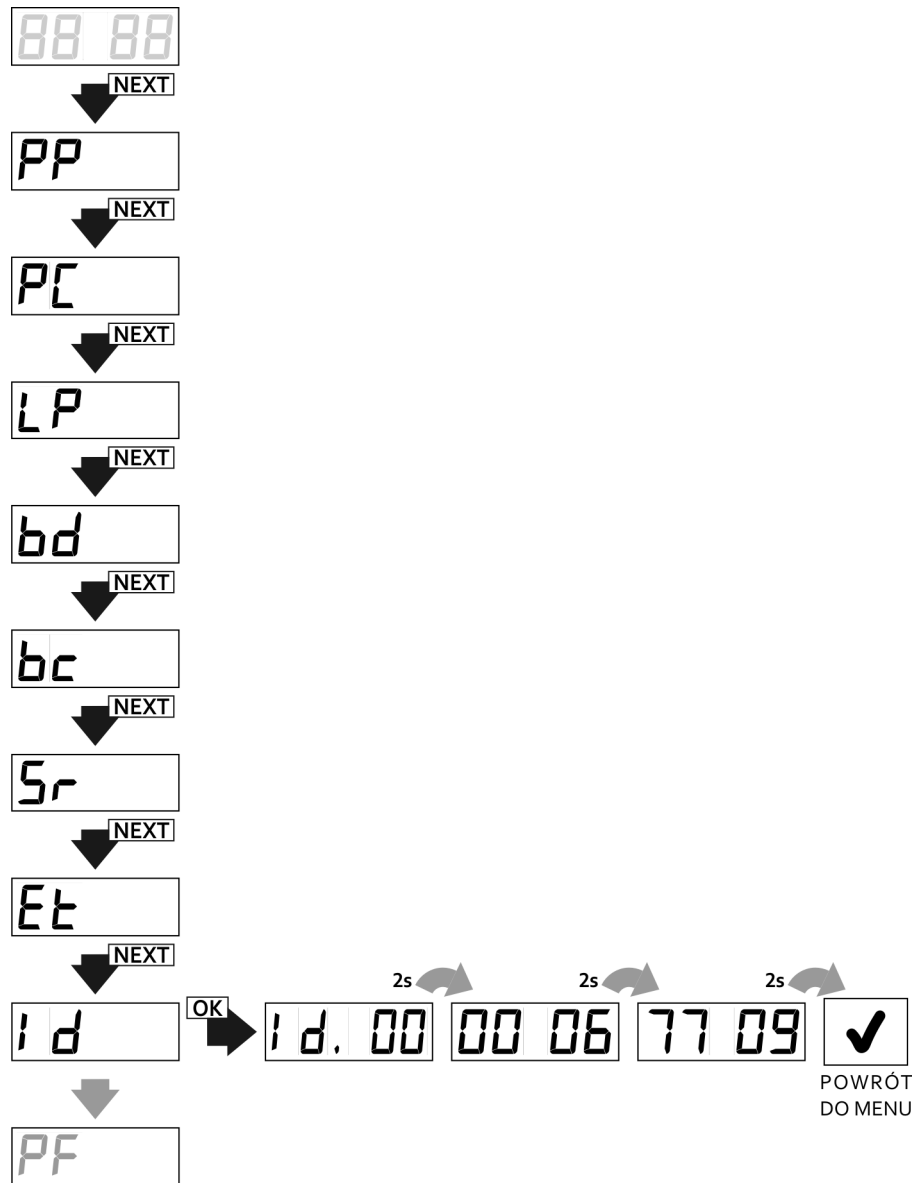 88 88
NEXT
PP
NEXT
PC
NEXT
LP
NEXT
bd
NEXT
bc
NEXT
Sr
NEXT
Et
NEXT
2s 2s 2s
Id OK Id. 00 00 06 77 09
POWRÓT
DO MENU
PF